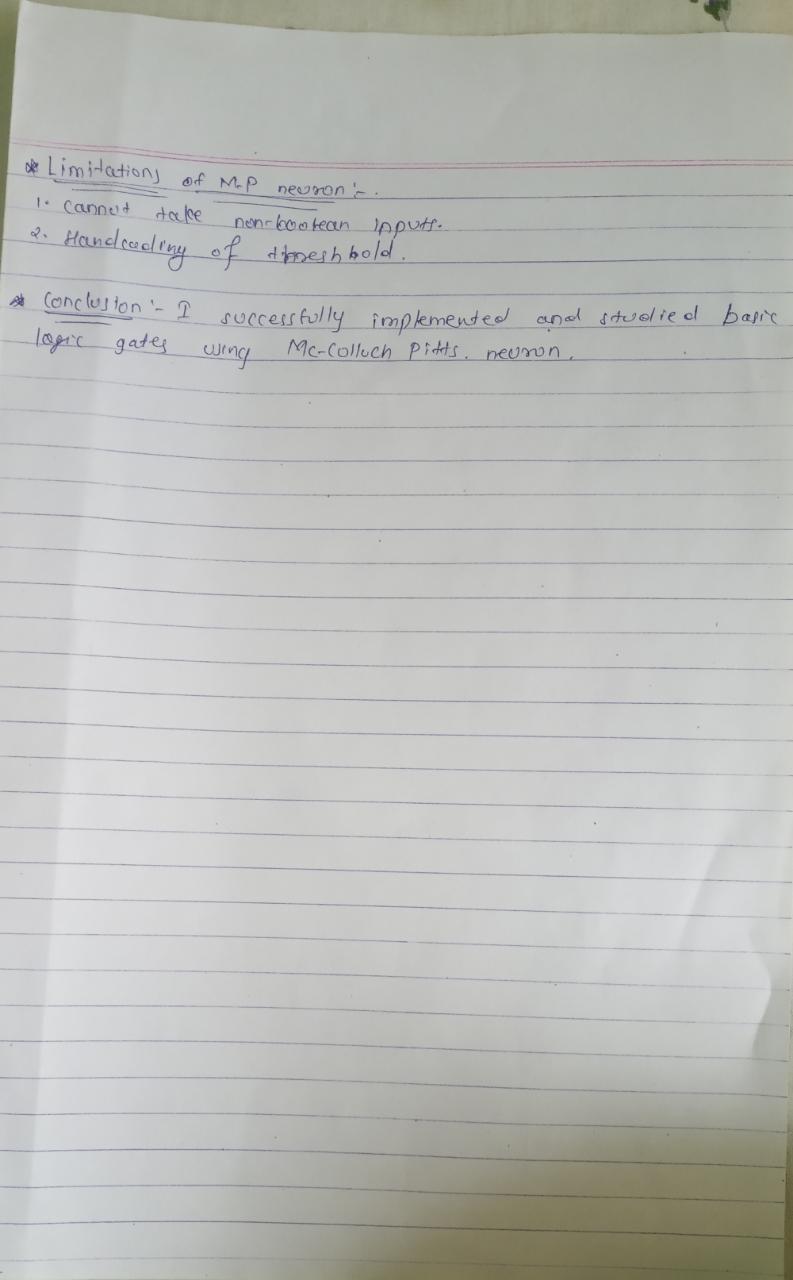 * Limitations of M.P neuron :-.
1. Cannot take non-boolean inputs.
2. Handcoding of threshhold.
* Conclusion :- I successfully implemented and studied basic
logic gates using Mc-Colluch Pitts. neuron.